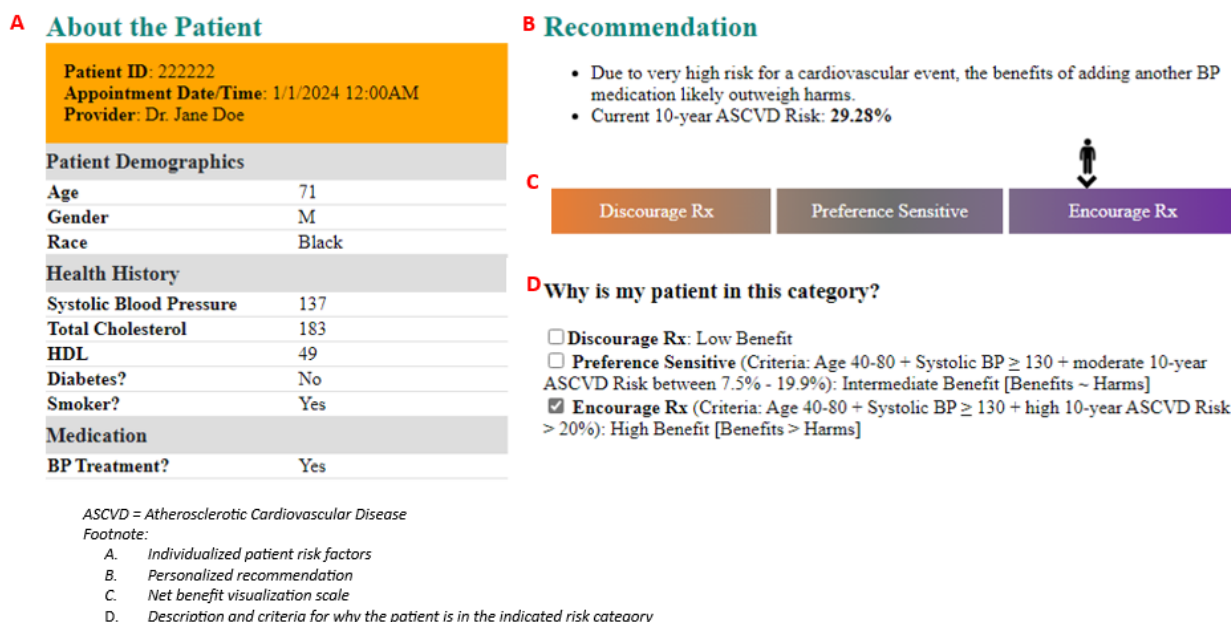 A
About the Patient
Patient ID: 222222
Appointment Date/Time: 1/1/2024 12:00AM
Provider: Dr. Jane Doe
Patient Demographics
Age 71
Gender M
Race Black
Health History
Systolic Blood Pressure 137
Total Cholesterol 183
HDL 49
Diabetes? No
Smoker? Yes
Medication
BP Treatment? Yes
B
Recommendation
• Due to very high risk for a cardiovascular event, the benefits of adding another BP
medication likely outweigh harms.
• Current 10-year ASCVD Risk: 29.28%
C
Discourage Rx Preference Sensitive Encourage Rx
D
Why is my patient in this category?
Discourage Rx: Low Benefit
Preference Sensitive (Criteria: Age 40-80 + Systolic BP ≥ 130 + moderate 10-year
ASCVD Risk between 7.5% - 19.9%): Intermediate Benefit [Benefits ~ Harms]
Encourage Rx (Criteria: Age 40-80 + Systolic BP ≥ 130 + high 10-year ASCVD Risk
> 20%): High Benefit [Benefits > Harms]
ASCVD = Atherosclerotic Cardiovascular Disease
Footnote:
A. Individualized patient risk factors
B. Personalized recommendation
C. Net benefit visualization scale
D. Description and criteria for why the patient is in the indicated risk category